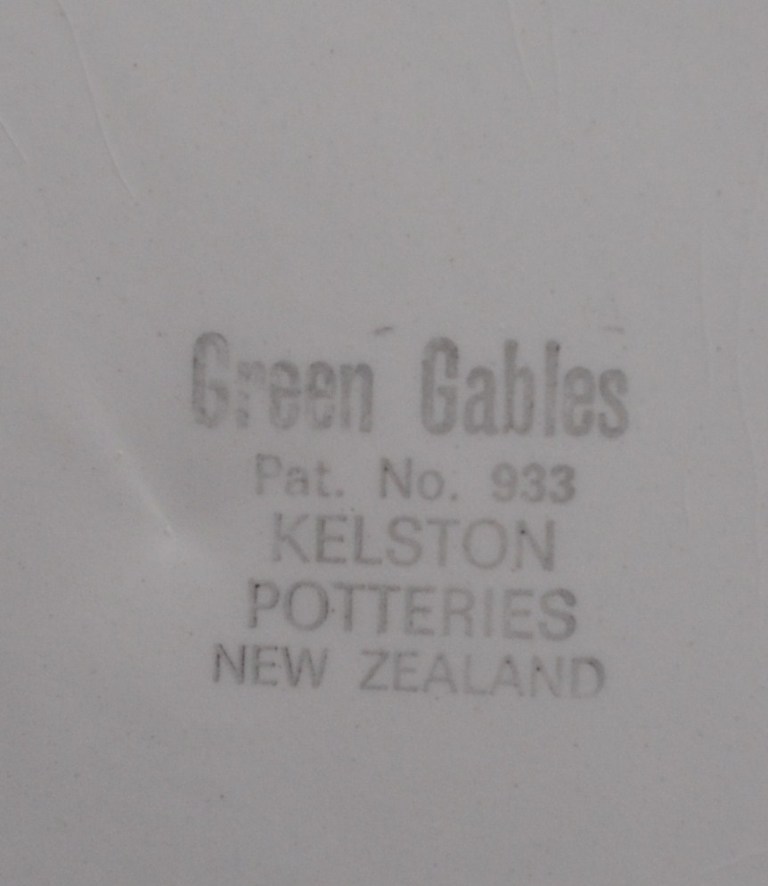 Green Gables
Pat. No. 933
KELSTON
POTTERIES
NEW ZEALAND